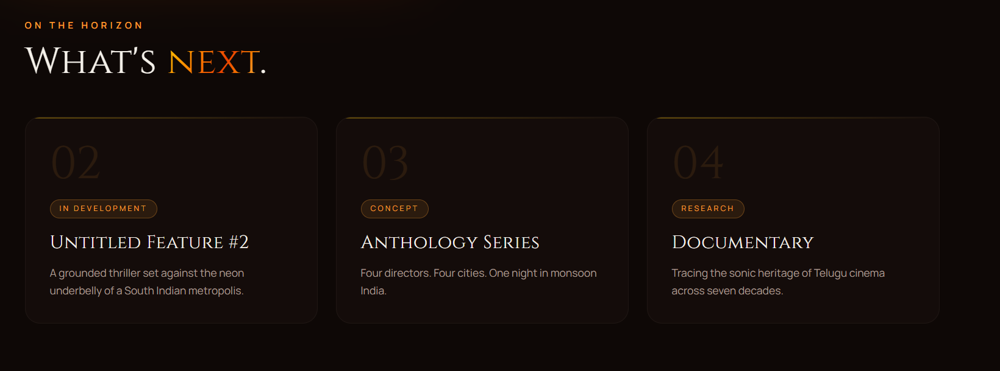 ON THE HORIZON
What's next.
02
IN DEVELOPMENT
Untitled Feature #2
A grounded thriller set against the neon
underbelly of a South Indian metropolis.
03
CONCEPT
Anthology Series
Four directors. Four cities. One night in monsoon
India.
04
RESEARCH
Documentary
Tracing the sonic heritage of Telugu cinema
across seven decades.